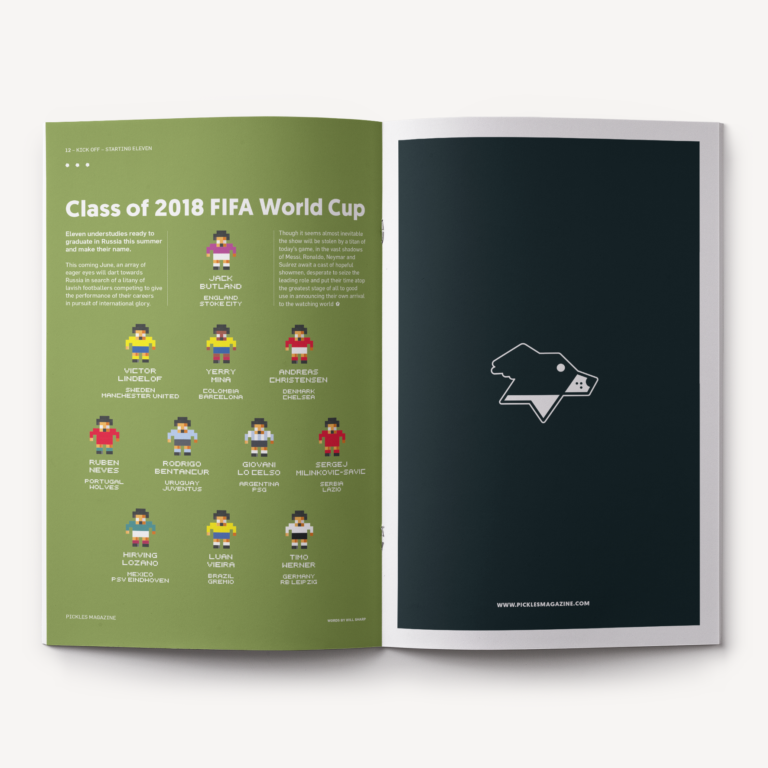 12 - KICK OFF - STARTING ELEVEN
Class of 2018 FIFA World Cup
Eleven understudies ready to
graduate in Russia this summer
and make their name.
This coming June, an array of
eager eyes will dart towards
Russia in search of a litany of
lavish footballers competing to give
the performance of their careers
in pursuit of international glory.
Though it seems almost inevitable
the show will be stolen by a titan of
today's game, in the vast shadows
of Messi, Ronaldo, Neymar and
Suárez await a cast of hopeful
showmen, desperate to seize the
leading role and put their time atop
the greatest stage of all to good
use in announcing their own arrival
to the watching world
JACK
BUTLAND
ENGLAND
STOKE CITY
VICTOR
LINDELOF
SWEDEN
MANCHESTER UNITED
YERRY
MINA
COLOMBIA
BARCELONA
ANDREAS
CHRISTENSEN
DENMARK
CHELSEA
RUBEN
NEVES
PORTUGAL
WOLVES
RODRIGO
BENTANCUR
URUGUAY
JUVENTUS
GIOVANI
LO CELSO
ARGENTINA
PSG
SERGEJ
MILINKOVIC-SAVIC
SERBIA
LAZIO
HIRVING
LOZANO
MEXICO
PSV EINDHOVEN
LUAN
VIEIRA
BRAZIL
GREMIO
TIMO
WERNER
GERMANY
RB LEIPZIG
PICKLES MAGAZINE
WORDS BY WILL SHARP
WWW.PICKLESMAGAZINE.COM